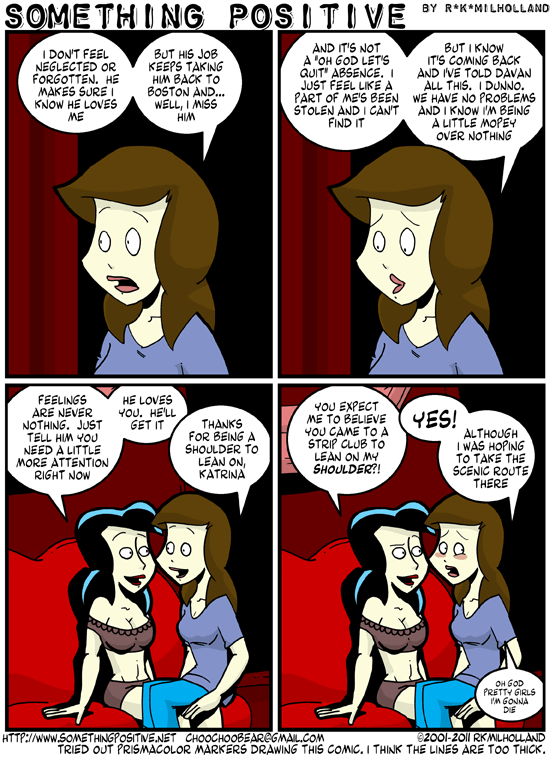 SOMETHING POSITIVE BY R*K*MILHOLLAND
I DON'T FEEL
NEGLECTED OR
FORGOTTEN. HE
MAKES SURE I
KNOW HE LOVES
ME
BUT HIS JOB
KEEPS TAKING
HIM BACK TO
BOSTON AND...
WELL, I MISS
HIM
AND IT'S NOT
A "OH GOD LET'S
QUIT" ABSENCE. I
JUST FEEL LIKE A
PART OF ME'S BEEN
STOLEN AND I CAN'T
FIND IT
BUT I KNOW
IT'S COMING BACK
AND I'VE TOLD DAVAN
ALL THIS. I DUNNO.
WE HAVE NO PROBLEMS
AND I KNOW I'M BEING
A LITTLE MOPEY
OVER NOTHING
FEELINGS
ARE NEVER
NOTHING. JUST
TELL HIM YOU
NEED A LITTLE
MORE ATTENTION
RIGHT NOW
HE LOVES
YOU. HE'LL
GET IT
THANKS
FOR BEING A
SHOULDER TO
LEAN ON,
KATRINA
YOU EXPECT
ME TO BELIEVE
YOU CAME TO A
STRIP CLUB TO
LEAN ON MY
SHOULDER?!
YES!
ALTHOUGH
I WAS HOPING
TO TAKE THE
SCENIC ROUTE
THERE
OH GOD
PRETTY GIRLS
I'M GONNA
DIE
HTTP://WWW.SOMETHINGPOSITIVE.NET CHOOCHOOBEAR@GMAIL.COM ©2001-2011 RKMILHOLLAND
TRIED OUT PRISMACOLOR MARKERS DRAWING THIS COMIC. I THINK THE LINES ARE TOO THICK.